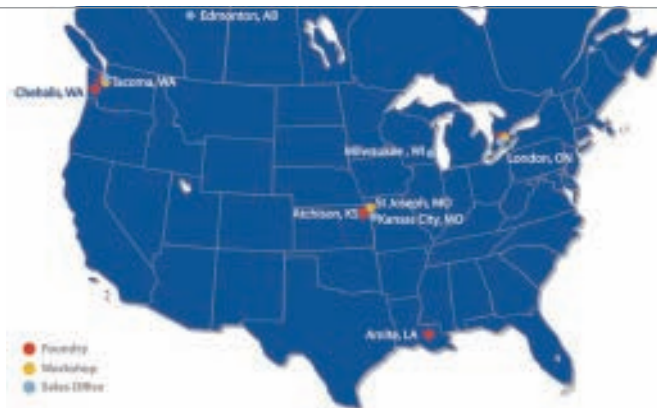 Edmonton, AB
Tacoma, WA
Chehalis, WA
Milwaukee, WI
London, ON
St Joseph, MO
Atchison, KS
Kansas City, MO
Amite, LA
Foundry
Workshop
Sales Office